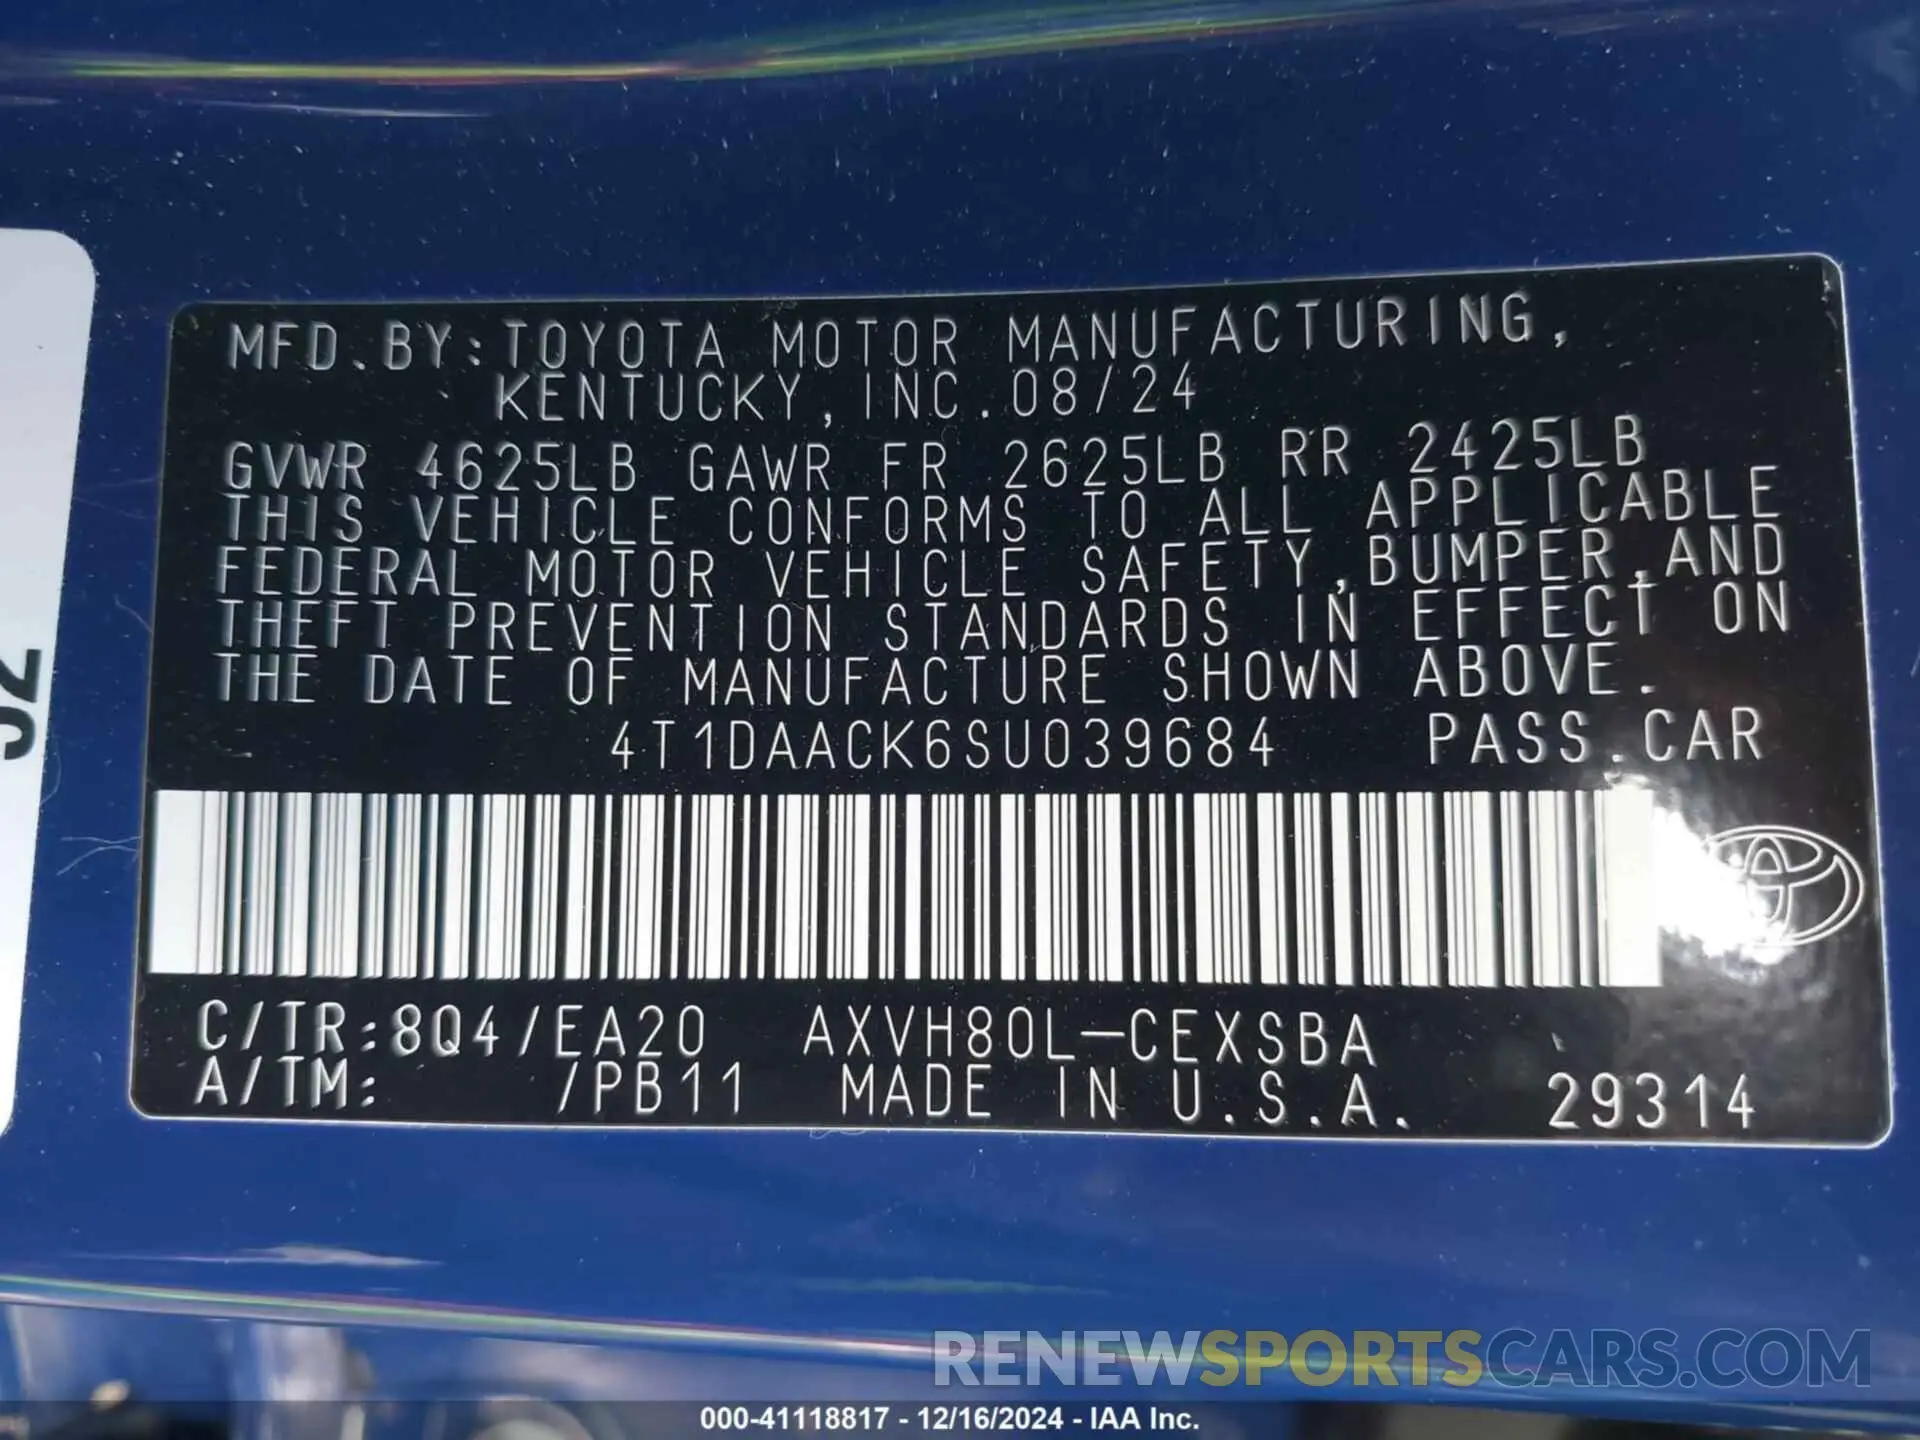 MFD.BY:TOYOTA MOTOR MANUFACTURING,
KENTUCKY,INC.08/24
GVWR 4625LB GAWR FR 2625LB RR 2425LB
THIS VEHICLE CONFORMS TO ALL APPLICABLE
FEDERAL MOTOR VEHICLE SAFETY,BUMPER,AND
THEFT PREVENTION STANDARDS IN EFFECT ON
THE DATE OF MANUFACTURE SHOWN ABOVE.
4T1DAACK6SU039684 PASS.CAR
C/TR:8Q4/EA20 AXVH80L-CEXSBA
A/TM: /PB11 MADE IN U.S.A. 29314
RENEWSPORTSCARS.COM
000-41118817 - 12/16/2024 - IAA Inc.